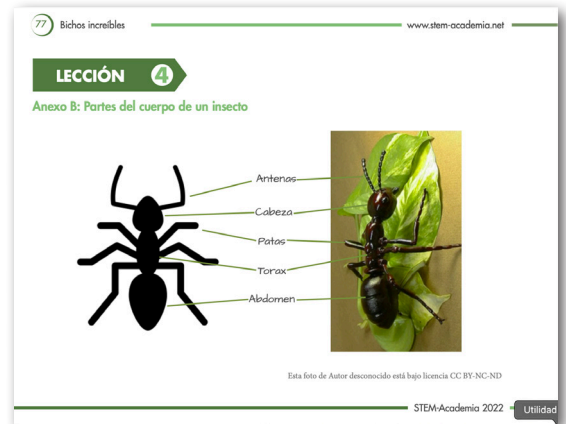 77 Bichos increíbles www.stem-academia.net
LECCIÓN 4
Anexo B: Partes del cuerpo de un insecto
Antenas
Cabeza
Patas
Torax
Abdomen
Esta foto de Autor desconocido está bajo licencia CC BY-NC-ND
STEM-Academia 2022
Utilidad